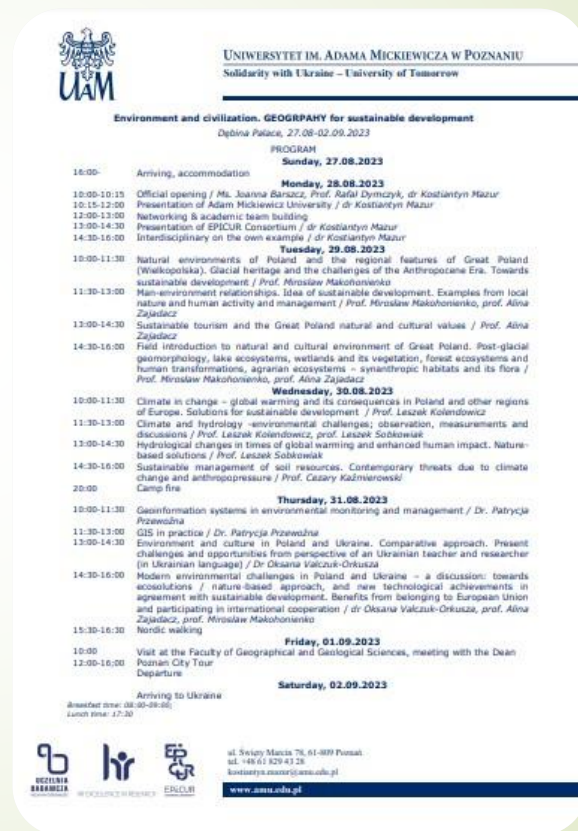 UAM
UNIWERSYTET IM. ADAMA MICKIEWICZA W POZNANIU
Solidarity with Ukraine – University of Tomorrow
Environment and civilization. GEOGRPAHY for sustainable development
Dębina Palace, 27.08-02.09.2023
PROGRAM
Sunday, 27.08.2023
16:00- Arriving, accommodation
Monday, 28.08.2023
10:00-10:15 Official opening / Ms. Joanna Barszcz, Prof. Rafał Dymczyk, dr Kostiantyn Mazur
10:15-12:00 Presentation of Adam Mickiewicz University / dr Kostiantyn Mazur
12:00-13:00 Networking & academic team building
13:00-14:30 Presentation of EPICUR Consortium / dr Kostiantyn Mazur
14:30-16:00 Interdisciplinary on the own example / dr Kostiantyn Mazur
Tuesday, 29.08.2023
10:00-11:30 Natural environments of Poland and the regional features of Great Poland
(Wielkopolska). Glacial heritage and the challenges of the Anthropocene Era. Towards
sustainable development / Prof. Mirosław Makohonienko
11:30-13:00 Man-environment relationships. Idea of sustainable development. Examples from local
nature and human activity and management / Prof. Mirosław Makohonienko, prof. Alina
Zajadacz
13:00-14:30 Sustainable tourism and the Great Poland natural and cultural values / Prof. Alina
Zajadacz
14:30-16:00 Field introduction to natural and cultural environment of Great Poland. Post-glacial
geomorphology, lake ecosystems, wetlands and its vegetation, forest ecosystems and
human transformations, agrarian ecosystems – synanthropic habitats and its flora /
Prof. Mirosław Makohonienko, prof. Alina Zajadacz
Wednesday, 30.08.2023
10:00-11:30 Climate in change – global warming and its consequences in Poland and other regions
of Europe. Solutions for sustainable development / Prof. Leszek Kolendowicz
11:30-13:00 Climate and hydrology -environmental challenges; observation, measurements and
discussions / Prof. Leszek Kolendowicz, prof. Leszek Sobkowiak
13:00-14:30 Hydrological changes in times of global warming and enhanced human impact. Nature-
based solutions / Prof. Leszek Sobkowiak
14:30-16:00 Sustainable management of soil resources. Contemporary threats due to climate
change and anthropopressure / Prof. Cezary Kaźmierowski
20:00 Camp fire
Thursday, 31.08.2023
10:00-11:30 Geoinformation systems in environmental monitoring and management / Dr. Patrycja
Przewoźna
11:30-13:00 GIS in practice / Dr. Patrycja Przewoźna
13:00-14:30 Environment and culture in Poland and Ukraine. Comparative approach. Present
challenges and opportunities from perspective of an Ukrainian teacher and researcher
(in Ukrainian language) / Dr Oksana Valczuk-Orkusza
14:30-16:00 Modern environmental challenges in Poland and Ukraine – a discussion: towards
ecosolutions / nature-based approach, and new technological achievements in
agreement with sustainable development. Benefits from belonging to European Union
and participating in international cooperation / dr Oksana Valczuk-Orkusza, prof. Alina
Zajadacz, prof. Mirosław Makohonienko
15:30-16:30 Nordic walking
Friday, 01.09.2023
10:00 Visit at the Faculty of Geographical and Geological Sciences, meeting with the Dean
12:00-16;00 Poznan City Tour
Departure
Saturday, 02.09.2023
Arriving to Ukraine
Breakfast time: 08:00-09:00;
Lunch time: 17:30
UCZELNIA
BADAWCZA
hr
HR EXCELLENCE IN RESEARCH
EPICUR
ul. Święty Marcin 78, 61-809 Poznań
tel. +48 61 829 43 28
kostiantyn.mazur@amu.edu.pl
www.amu.edu.pl